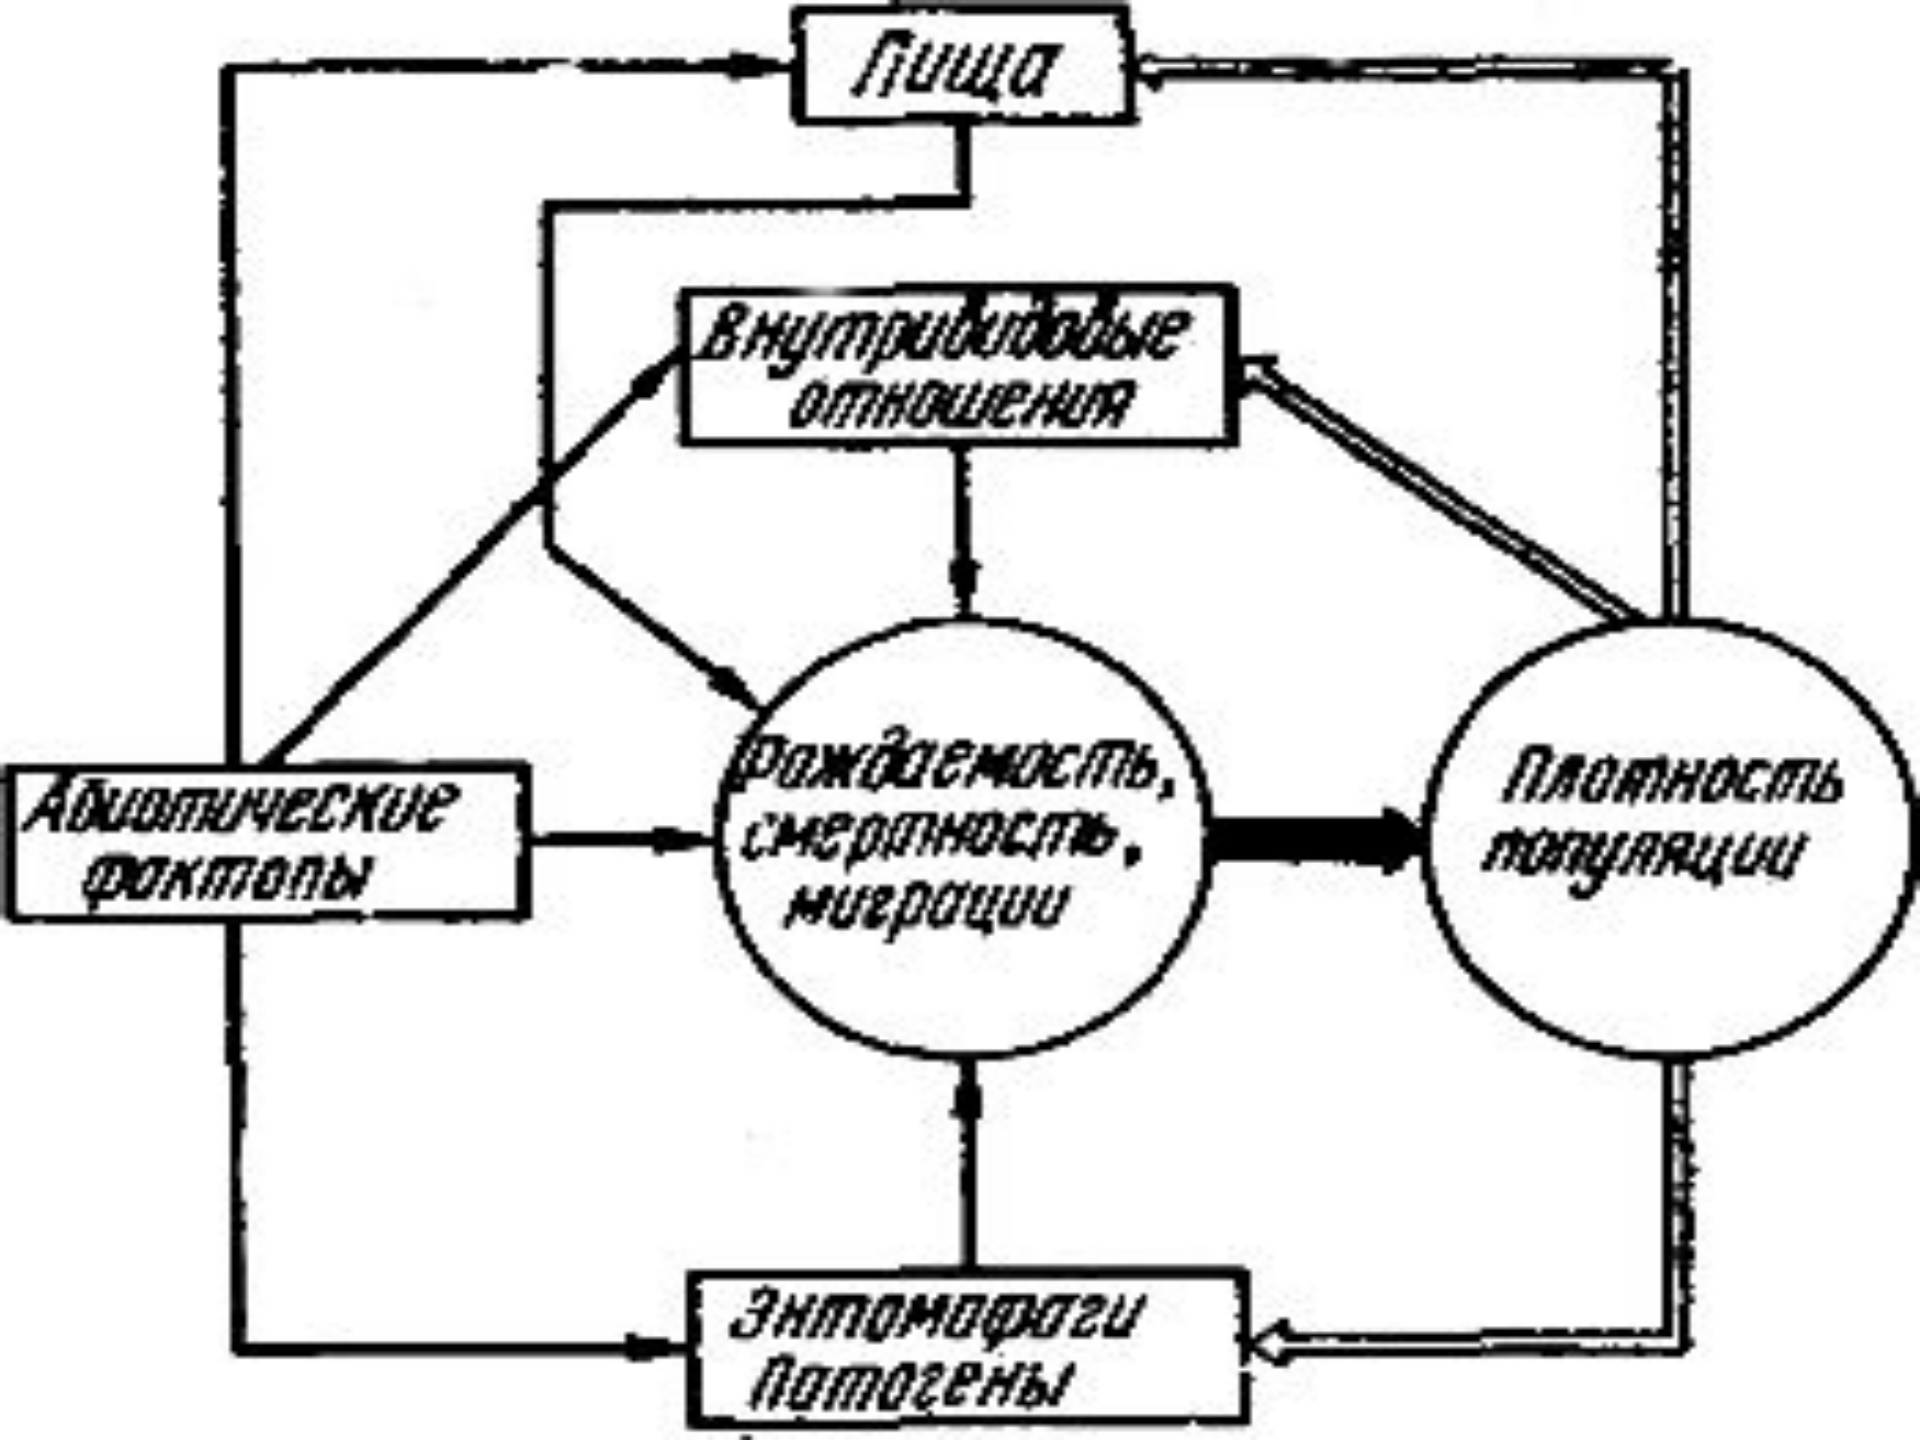 Пища
Внутривидовые
отношения
Абиотические
факторы
Рождаемость,
смертность,
миграции
Плотность
популяции
Энтомофаги
Патогены